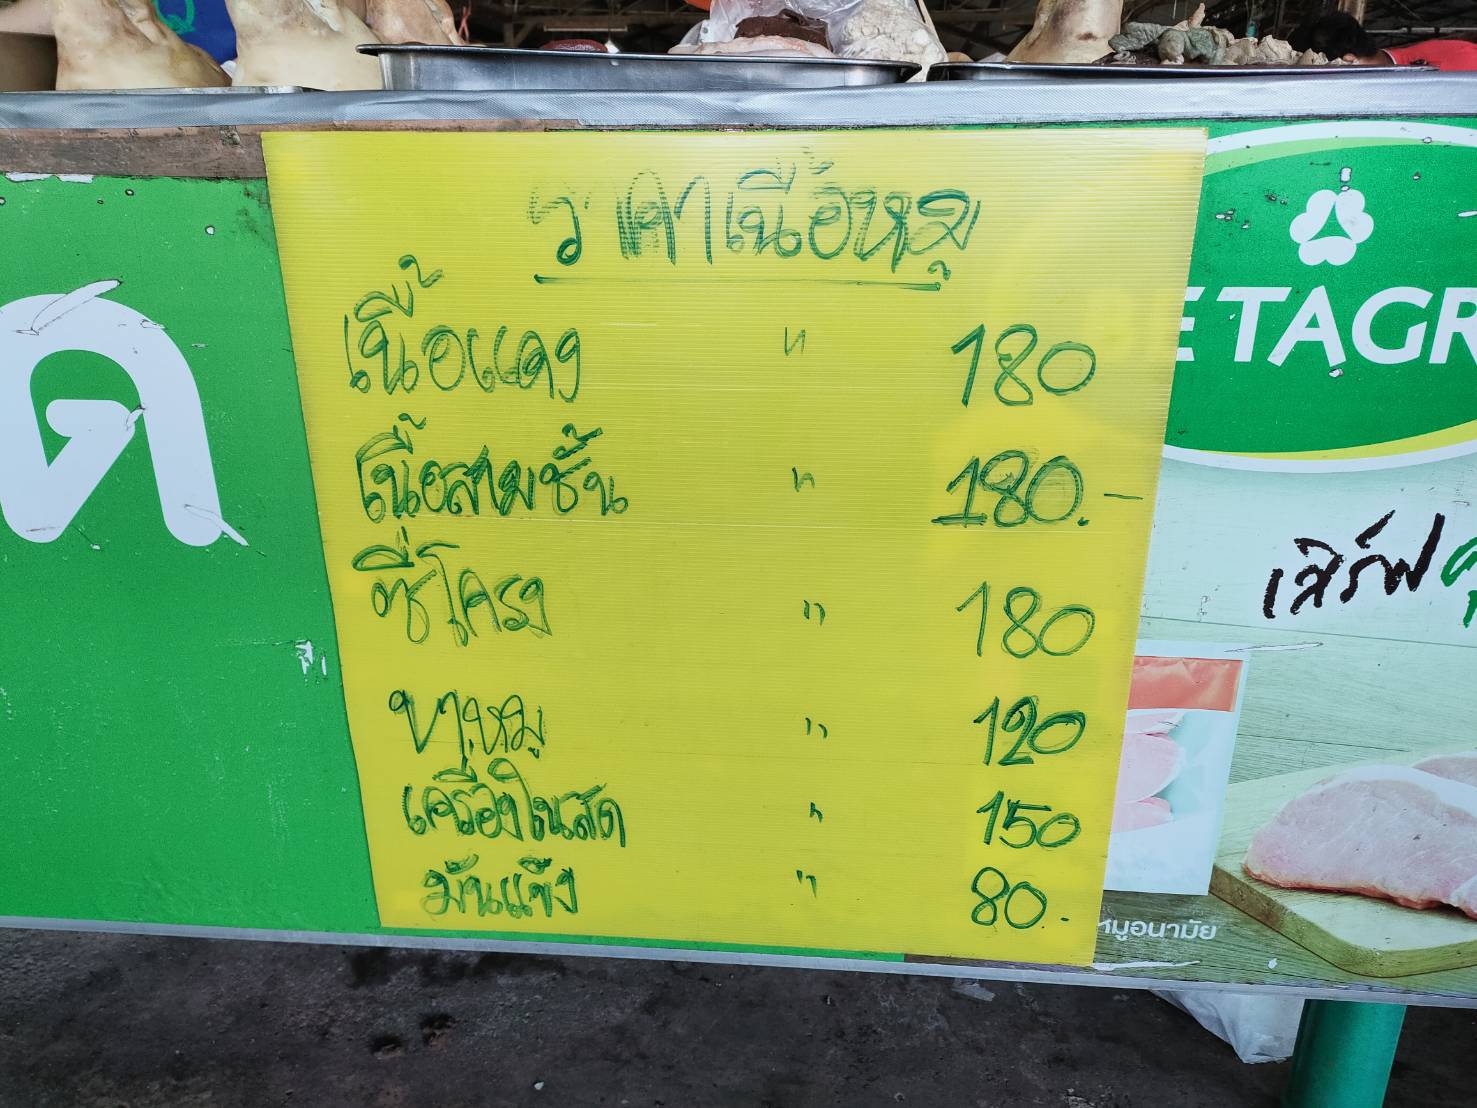 ราคาเนื้อหมู
เนื้อแดง " 180
เนื้อสามชั้น " 180.-
ซี่โครง " 180
ขาหมู " 120
เครื่องในสด " 150
มันแข็ง " 80.-
ETAGR
เสิร์ฟ
หมูอนามัย
ด